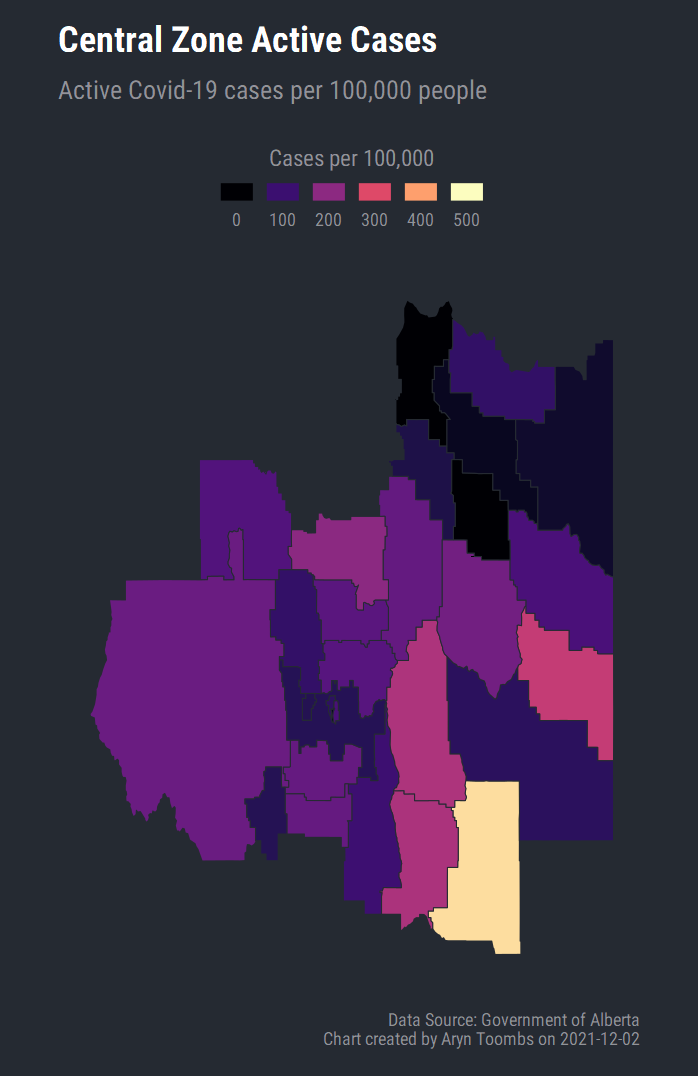 Central Zone Active Cases
Active Covid-19 cases per 100,000 people
Cases per 100,000
0 100 200 300 400 500
Data Source: Government of Alberta
Chart created by Aryn Toombs on 2021-12-02